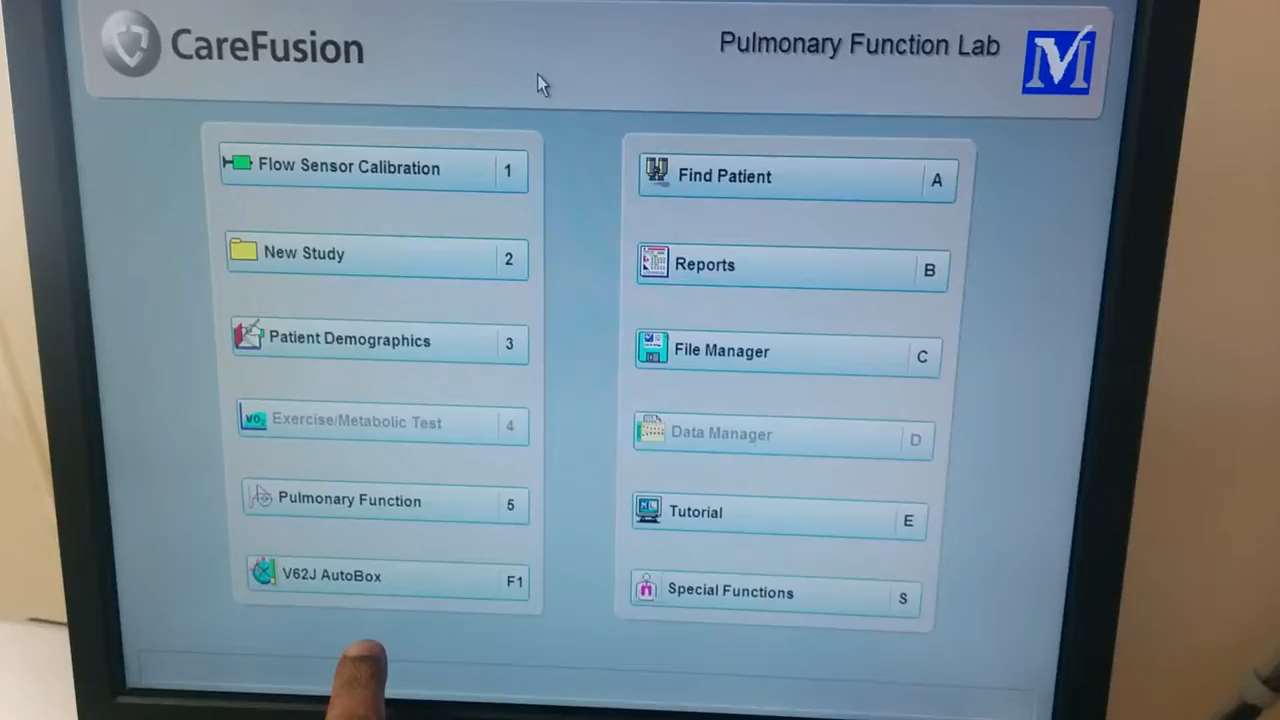 CareFusion
Pulmonary Function Lab
M
Flow Sensor Calibration 1
New Study 2
Patient Demographics 3
VO₂ Exercise/Metabolic Test 4
Pulmonary Function 5
V62J AutoBox F1
Find Patient A
Reports B
File Manager C
Data Manager D
Tutorial E
Special Functions S